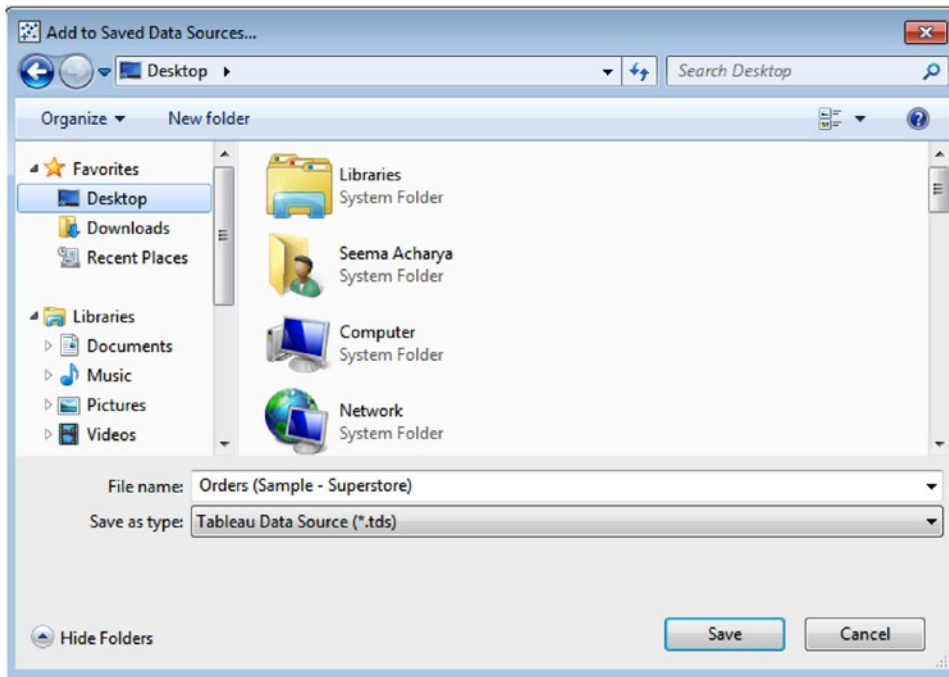 Add to Saved Data Sources...
Desktop
Search Desktop
Organize
New folder
Favorites
Desktop
Downloads
Recent Places
Libraries
Documents
Music
Pictures
Videos
Libraries
System Folder
Seema Acharya
System Folder
Computer
System Folder
Network
System Folder
File name: Orders (Sample - Superstore)
Save as type: Tableau Data Source (*.tds)
Hide Folders
Save
Cancel